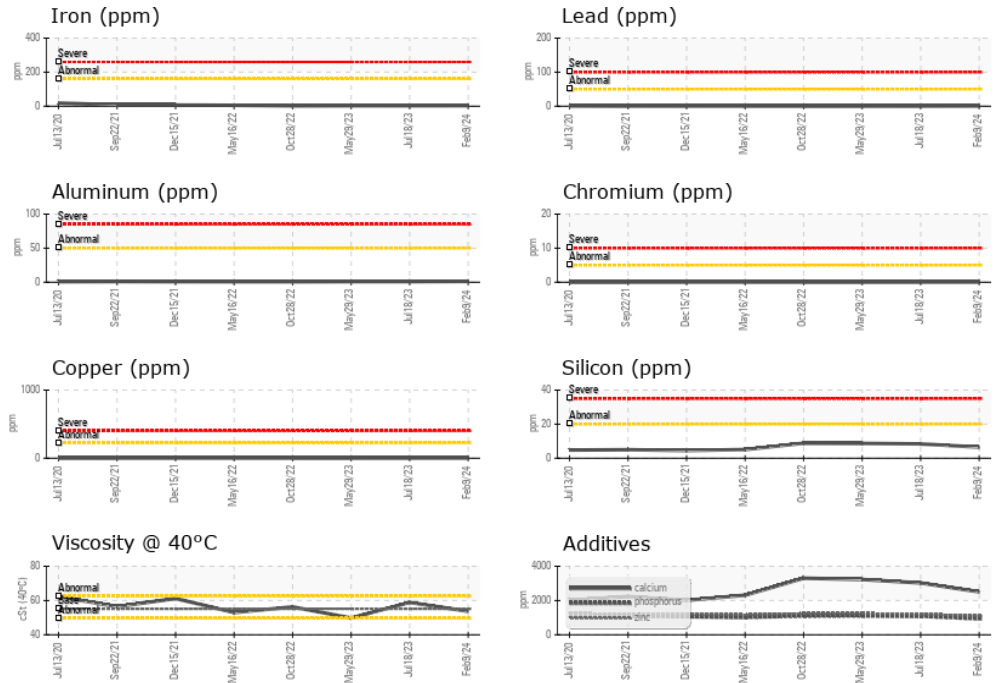 Iron (ppm)
400
200
0
ppm
Severe
Abnormal
Jul13/20
Sep22/21
Dec15/21
May16/22
Oct28/22
May29/23
Jul18/23
Feb9/24
Lead (ppm)
200
100
0
ppm
Severe
Abnormal
Jul13/20
Sep22/21
Dec15/21
May16/22
Oct28/22
May29/23
Jul18/23
Feb9/24
Aluminum (ppm)
100
50
0
ppm
Severe
Abnormal
Jul13/20
Sep22/21
Dec15/21
May16/22
Oct28/22
May29/23
Jul18/23
Feb9/24
Chromium (ppm)
20
10
0
ppm
Severe
Abnormal
Jul13/20
Sep22/21
Dec15/21
May16/22
Oct28/22
May29/23
Jul18/23
Feb9/24
Copper (ppm)
1000
0
ppm
Severe
Abnormal
Jul13/20
Sep22/21
Dec15/21
May16/22
Oct28/22
May29/23
Jul18/23
Feb9/24
Silicon (ppm)
40
20
0
ppm
Severe
Abnormal
Jul13/20
Sep22/21
Dec15/21
May16/22
Oct28/22
May29/23
Jul18/23
Feb9/24
Viscosity @ 40°C
80
60
40
cSt (40°C)
Abnormal
Base
Abnormal
Jul13/20
Sep22/21
Dec15/21
May16/22
Oct28/22
May29/23
Jul18/23
Feb9/24
Additives
4000
2000
0
ppm
calcium
phosphorus
zinc
Jul13/20
Sep22/21
Dec15/21
May16/22
Oct28/22
May29/23
Jul18/23
Feb9/24